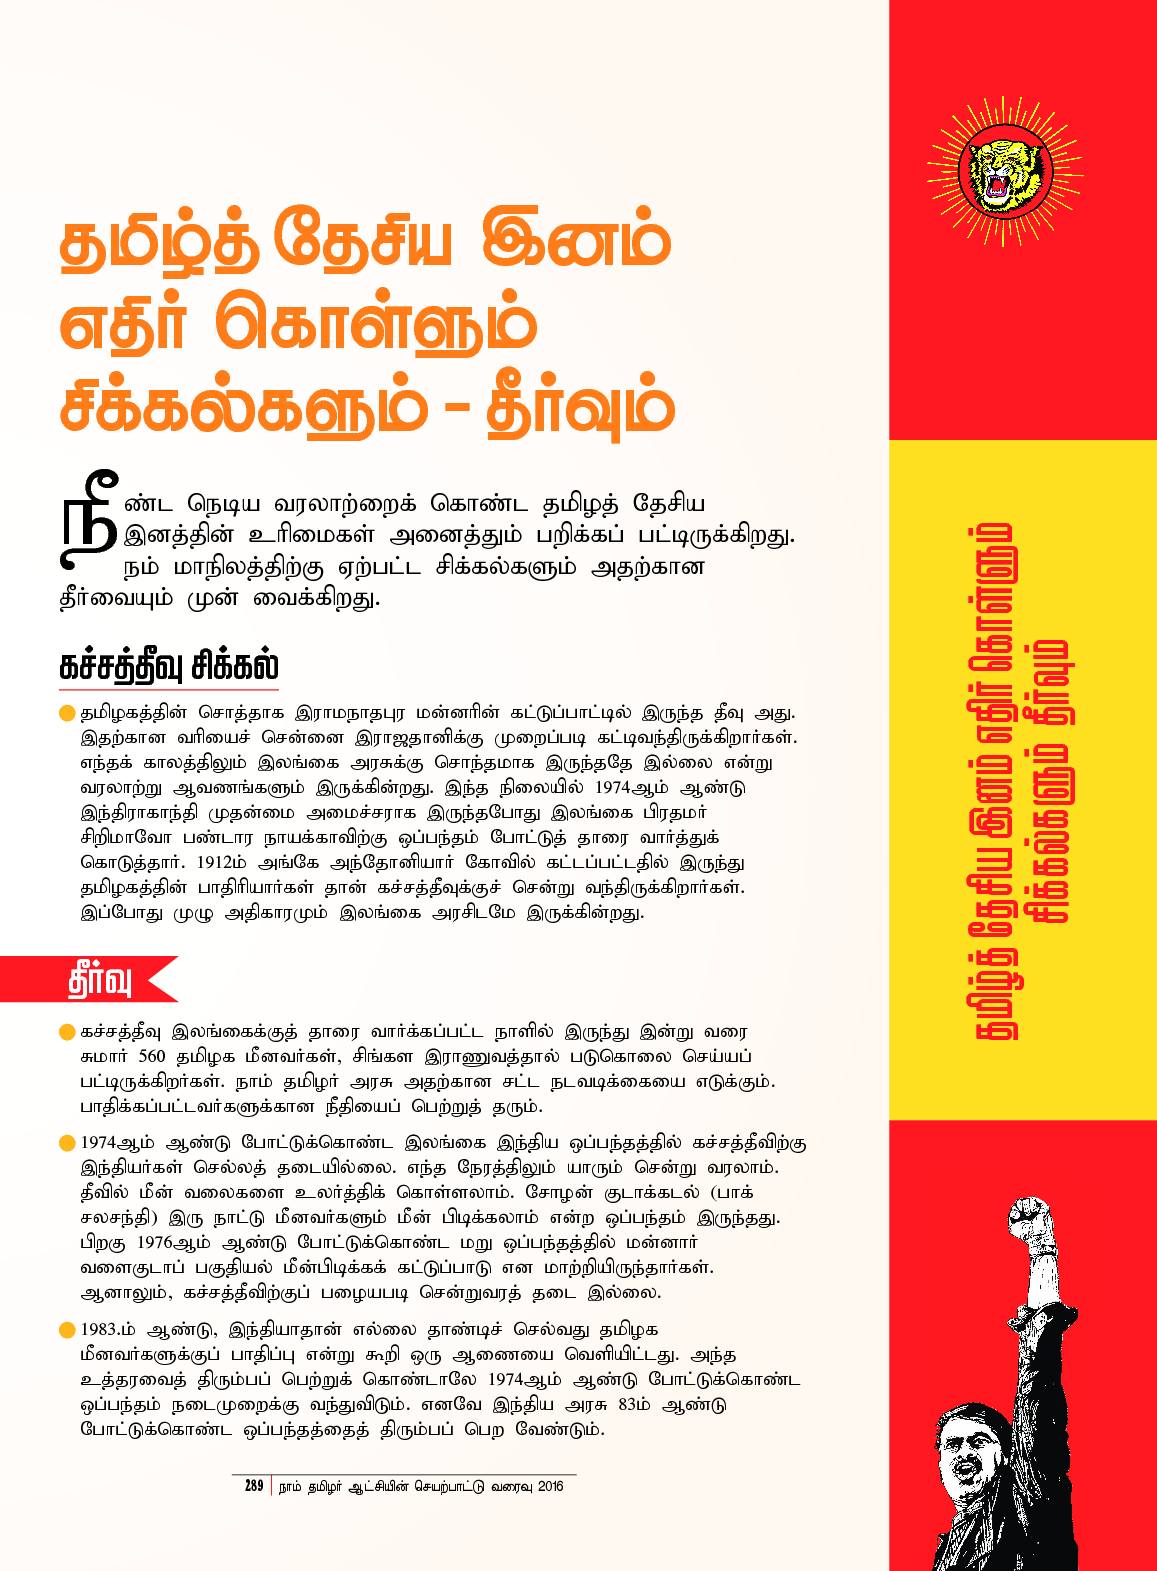 தமிழ்த் தேசிய இனம்
எதிர் கொள்ளும்
சிக்கல்களும் - தீர்வும்
நீண்ட நெடிய வரலாற்றைக் கொண்ட தமிழத் தேசிய
இனத்தின் உரிமைகள் அனைத்தும் பறிக்கப் பட்டிருக்கிறது.
நம் மாநிலத்திற்கு ஏற்பட்ட சிக்கல்களும் அதற்கான
தீர்வையும் முன் வைக்கிறது.
கச்சத்தீவு சிக்கல்
தமிழகத்தின் சொத்தாக இராமநாதபுர மன்னரின் கட்டுப்பாட்டில் இருந்த தீவு அது.
இதற்கான வரியைச் சென்னை இராஜதானிக்கு முறைப்படி கட்டிவந்திருக்கிறார்கள்.
எந்தக் காலத்திலும் இலங்கை அரசுக்கு சொந்தமாக இருந்ததே இல்லை என்று
வரலாற்று ஆவணங்களும் இருக்கின்றது. இந்த நிலையில் 1974ஆம் ஆண்டு
இந்திராகாந்தி முதன்மை அமைச்சராக இருந்தபோது இலங்கை பிரதமர்
சிறிமாவோ பண்டார நாயக்காவிற்கு ஒப்பந்தம் போட்டுத் தாரை வார்த்துக்
கொடுத்தார். 1912ம் அங்கே அந்தோனியார் கோவில் கட்டப்பட்டதில் இருந்து
தமிழகத்தின் பாதிரியார்கள் தான் கச்சத்தீவுக்குச் சென்று வந்திருக்கிறார்கள்.
இப்போது முழு அதிகாரமும் இலங்கை அரசிடமே இருக்கின்றது.
தீர்வு
கச்சத்தீவு இலங்கைக்குத் தாரை வார்க்கப்பட்ட நாளில் இருந்து இன்று வரை
சுமார் 560 தமிழக மீனவர்கள், சிங்கள இராணுவத்தால் படுகொலை செய்யப்
பட்டிருக்கிறர்கள். நாம் தமிழர் அரசு அதற்கான சட்ட நடவடிக்கையை எடுக்கும்.
பாதிக்கப்பட்டவர்களுக்கான நீதியைப் பெற்றுத் தரும்.
1974ஆம் ஆண்டு போட்டுக்கொண்ட இலங்கை இந்திய ஒப்பந்தத்தில் கச்சத்தீவிற்கு
இந்தியர்கள் செல்லத் தடையில்லை. எந்த நேரத்திலும் யாரும் சென்று வரலாம்.
தீவில் மீன் வலைகளை உலர்த்திக் கொள்ளலாம். சோழன் குடாக்கடல் (பாக்
சலசந்தி) இரு நாட்டு மீனவர்களும் மீன் பிடிக்கலாம் என்ற ஒப்பந்தம் இருந்தது.
பிறகு 1976ஆம் ஆண்டு போட்டுக்கொண்ட மறு ஒப்பந்தத்தில் மன்னார்
வளைகுடாப் பகுதியல் மீன்பிடிக்கக் கட்டுப்பாடு என மாற்றியிருந்தார்கள்.
ஆனாலும், கச்சத்தீவிற்குப் பழையபடி சென்றுவரத் தடை இல்லை.
1983.ம் ஆண்டு, இந்தியாதான் எல்லை தாண்டிச் செல்வது தமிழக
மீனவர்களுக்குப் பாதிப்பு என்று கூறி ஒரு ஆணையை வெளியிட்டது. அந்த
உத்தரவைத் திரும்பப் பெற்றுக் கொண்டாலே 1974ஆம் ஆண்டு போட்டுக்கொண்ட
ஒப்பந்தம் நடைமுறைக்கு வந்துவிடும். எனவே இந்திய அரசு 83ம் ஆண்டு
போட்டுக்கொண்ட ஒப்பந்தத்தைத் திரும்பப் பெற வேண்டும்.
289 நாம் தமிழர் ஆட்சியின் செயற்பாட்டு வரைவு 2016
தமிழ்த் தேசிய இனம் எதிர் கொள்ளும்
சிக்கல்களும் தீர்வும்